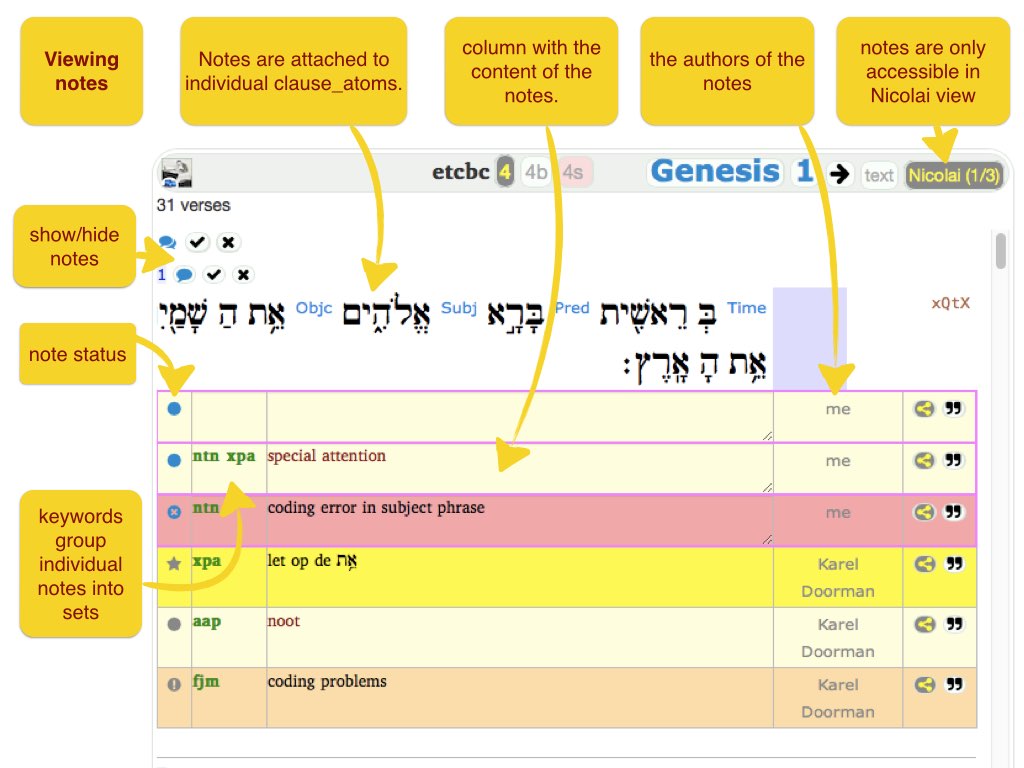 Viewing
notes
Notes are attached to
individual clause_atoms.
column with the
content of the
notes.
the authors of the
notes
notes are only
accessible in
Nicolai view
etcbc 4 4b 4s Genesis 1 text Nicolai (1/3)
31 verses
show/hide
notes
1
Time בְּ רֵאשִׁ֖ית Pred בָּרָ֣א Subj אֱלֹהִ֑ים Objc אֵ֥ת הַ שָּׁמַ֖יִ
xQtX
אֵ֥ת הָ אָֽרֶץ׃
note status
me
ntn xpa special attention me
ntn coding error in subject phrase me
keywords
group
individual
notes into
sets
xpa let op de אֵ֥ת Karel
Doorman
aap noot Karel
Doorman
fjm coding problems Karel
Doorman